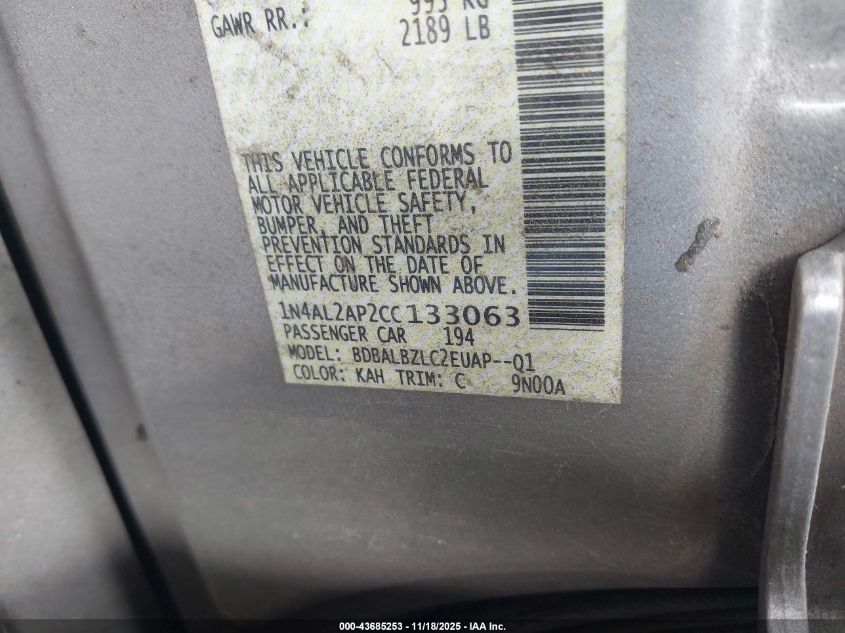 993 KG
GAWR RR.: 2189 LB
THIS VEHICLE CONFORMS TO
ALL APPLICABLE FEDERAL
MOTOR VEHICLE SAFETY,
BUMPER, AND THEFT
PREVENTION STANDARDS IN
EFFECT ON THE DATE OF
MANUFACTURE SHOWN ABOVE.
1N4AL2AP2CC133063
PASSENGER CAR 194
MODEL: BDBALBZLC2EUAP--Q1
COLOR: KAH TRIM: C 9N00A
000-43685253 - 11/18/2025 - IAA Inc.